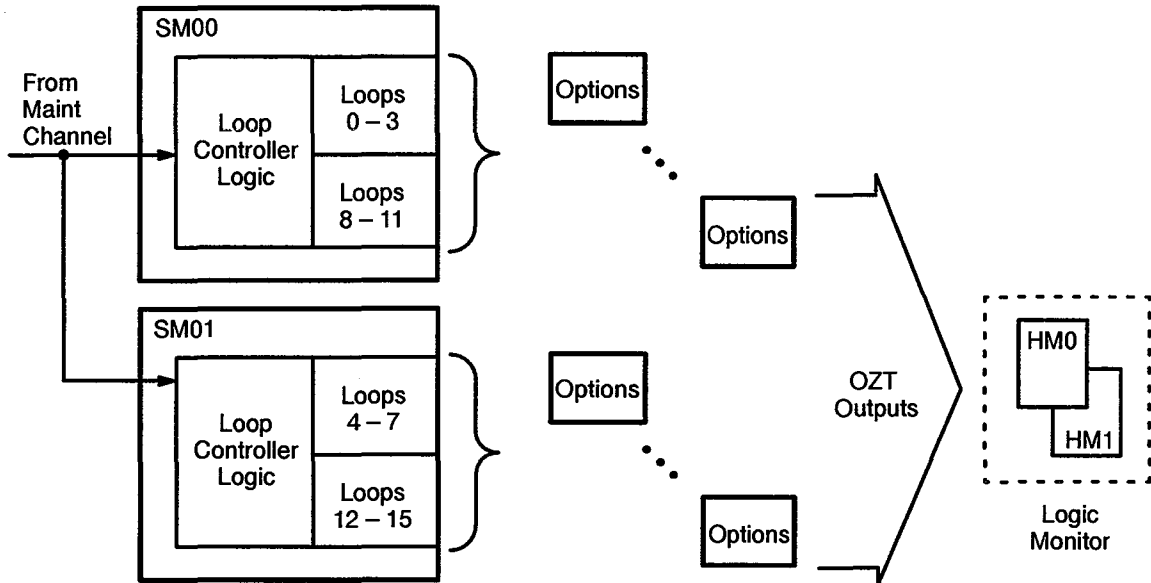 SM00
From
Maint
Channel
Loop
Controller
Logic
Loops
0 – 3
Loops
8 – 11
Options
Options
SM01
Loop
Controller
Logic
Loops
4 – 7
Loops
12 – 15
Options
Options
OZT
Outputs
HM0
HM1
Logic
Monitor